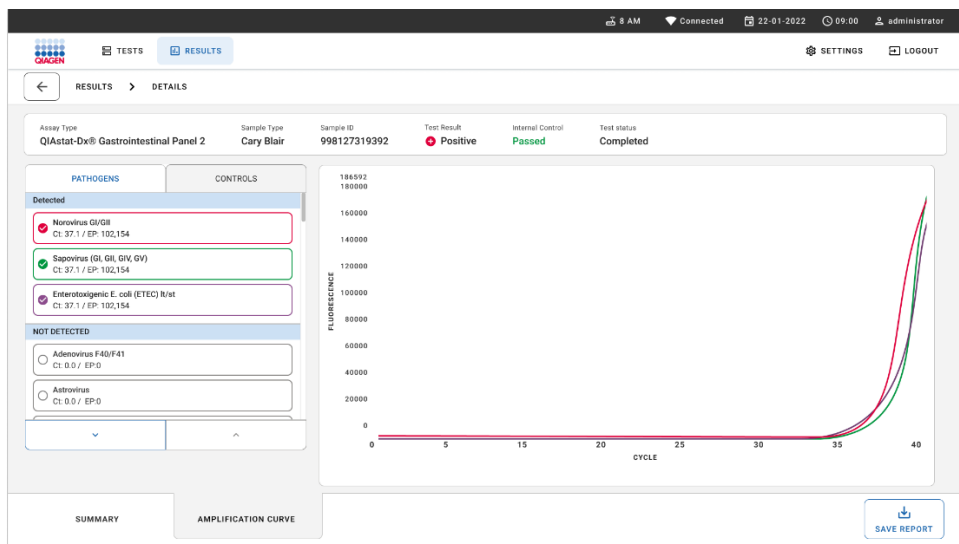 8 AM Connected 22-01-2022 09:00 administrator
QIAGEN TESTS RESULTS SETTINGS LOGOUT
RESULTS > DETAILS
Assay Type Sample Type Sample ID Test Result Internal Control Test status
QIAstat-Dx® Gastrointestinal Panel 2 Cary Blair 998127319392 Positive Passed Completed
PATHOGENS CONTROLS
Detected
Norovirus GI/GII
Ct: 37.1 / EP: 102,154
Sapovirus (GI, GII, GIV, GV)
Ct: 37.1 / EP: 102,154
Enterotoxigenic E. coli (ETEC) lt/st
Ct: 37.1 / EP: 102,154
NOT DETECTED
Adenovirus F40/F41
Ct: 0.0 / EP:0
Astrovirus
Ct: 0.0 / EP:0
186592
180000
160000
140000
120000
100000
80000
60000
40000
20000
0
FLUORESCENCE
0 5 15 20 25 30 35 40
CYCLE
SUMMARY AMPLIFICATION CURVE
SAVE REPORT